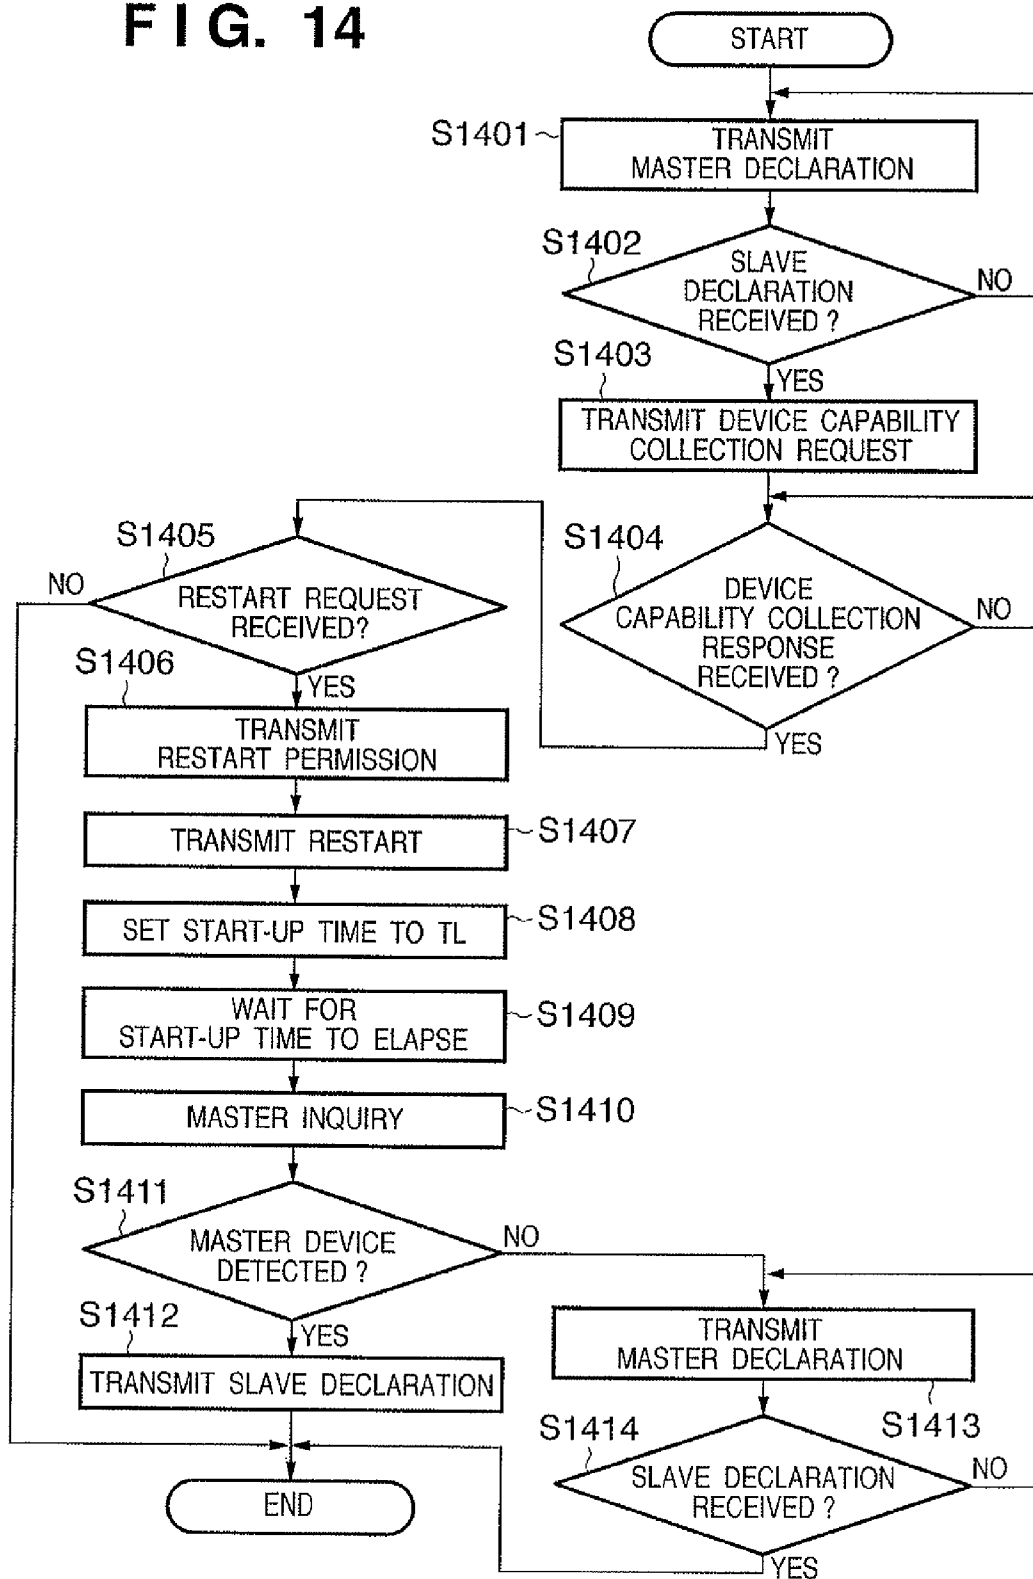 FIG. 14
START
S1401
TRANSMIT
MASTER DECLARATION
S1402
SLAVE
DECLARATION
RECEIVED ?
NO
YES
S1403
TRANSMIT DEVICE CAPABILITY
COLLECTION REQUEST
S1404
DEVICE
CAPABILITY COLLECTION
RESPONSE
RECEIVED ?
NO
YES
S1405
NO
RESTART REQUEST
RECEIVED?
YES
S1406
TRANSMIT
RESTART PERMISSION
TRANSMIT RESTART
S1407
SET START-UP TIME TO TL
S1408
WAIT FOR
START-UP TIME TO ELAPSE
S1409
MASTER INQUIRY
S1410
S1411
MASTER DEVICE
DETECTED ?
NO
YES
S1412
TRANSMIT SLAVE DECLARATION
TRANSMIT
MASTER DECLARATION
S1413
S1414
SLAVE DECLARATION
RECEIVED ?
NO
YES
END